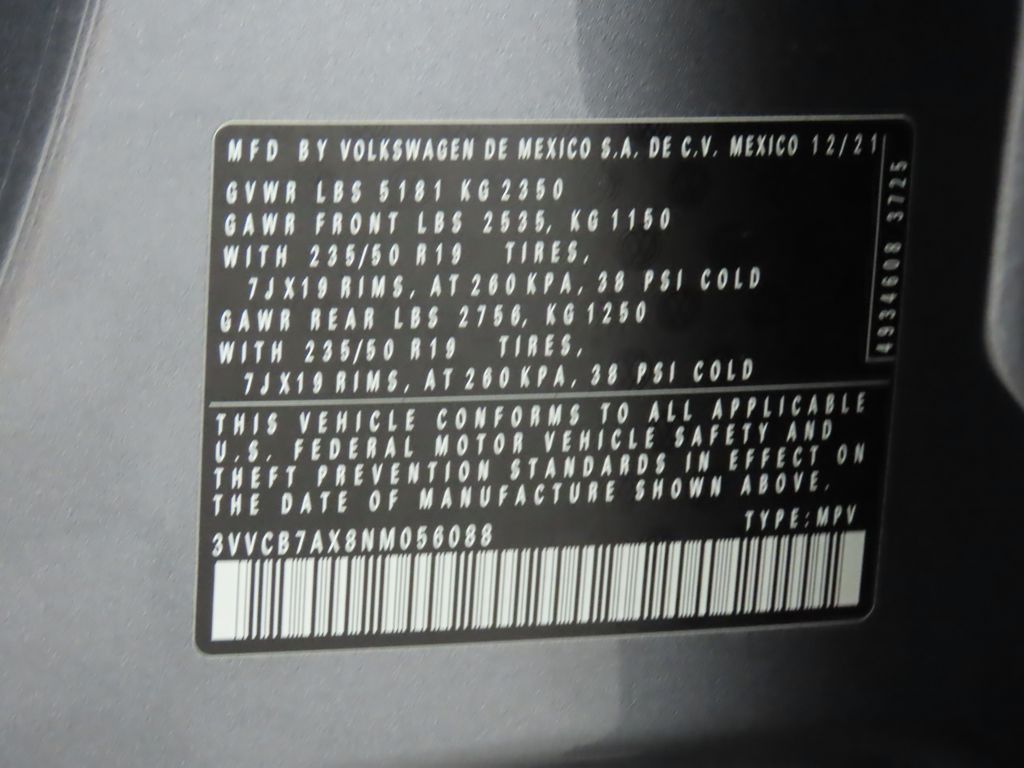 MFD BY VOLKSWAGEN DE MEXICO S.A. DE C.V. MEXICO 12/21
GVWR LBS 5181 KG 2350
GAWR FRONT LBS 2535, KG 1150
WITH 235/50 R19 TIRES,
7JX19 RIMS, AT 260 KPA, 38 PSI COLD
GAWR REAR LBS 2756, KG 1250
WITH 235/50 R19 TIRES,
7JX19 RIMS, AT 260 KPA, 38 PSI COLD
4934608 3725
THIS VEHICLE CONFORMS TO ALL APPLICABLE
U.S. FEDERAL MOTOR VEHICLE SAFETY AND
THEFT PREVENTION STANDARDS IN EFFECT ON
THE DATE OF MANUFACTURE SHOWN ABOVE.
TYPE: MPV
3VVCB7AX8NM056088